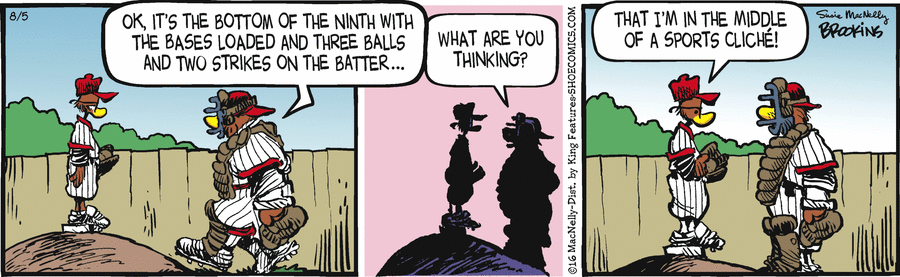 8/5
OK, IT'S THE BOTTOM OF THE NINTH WITH
THE BASES LOADED AND THREE BALLS
AND TWO STRIKES ON THE BATTER...
WHAT ARE YOU
THINKING?
©16 MacNelly-Dist. by King Features-SHOECOMICS.COM
THAT I'M IN THE MIDDLE
OF A SPORTS CLICHÉ!
Susie MacNelly
BROOKINS